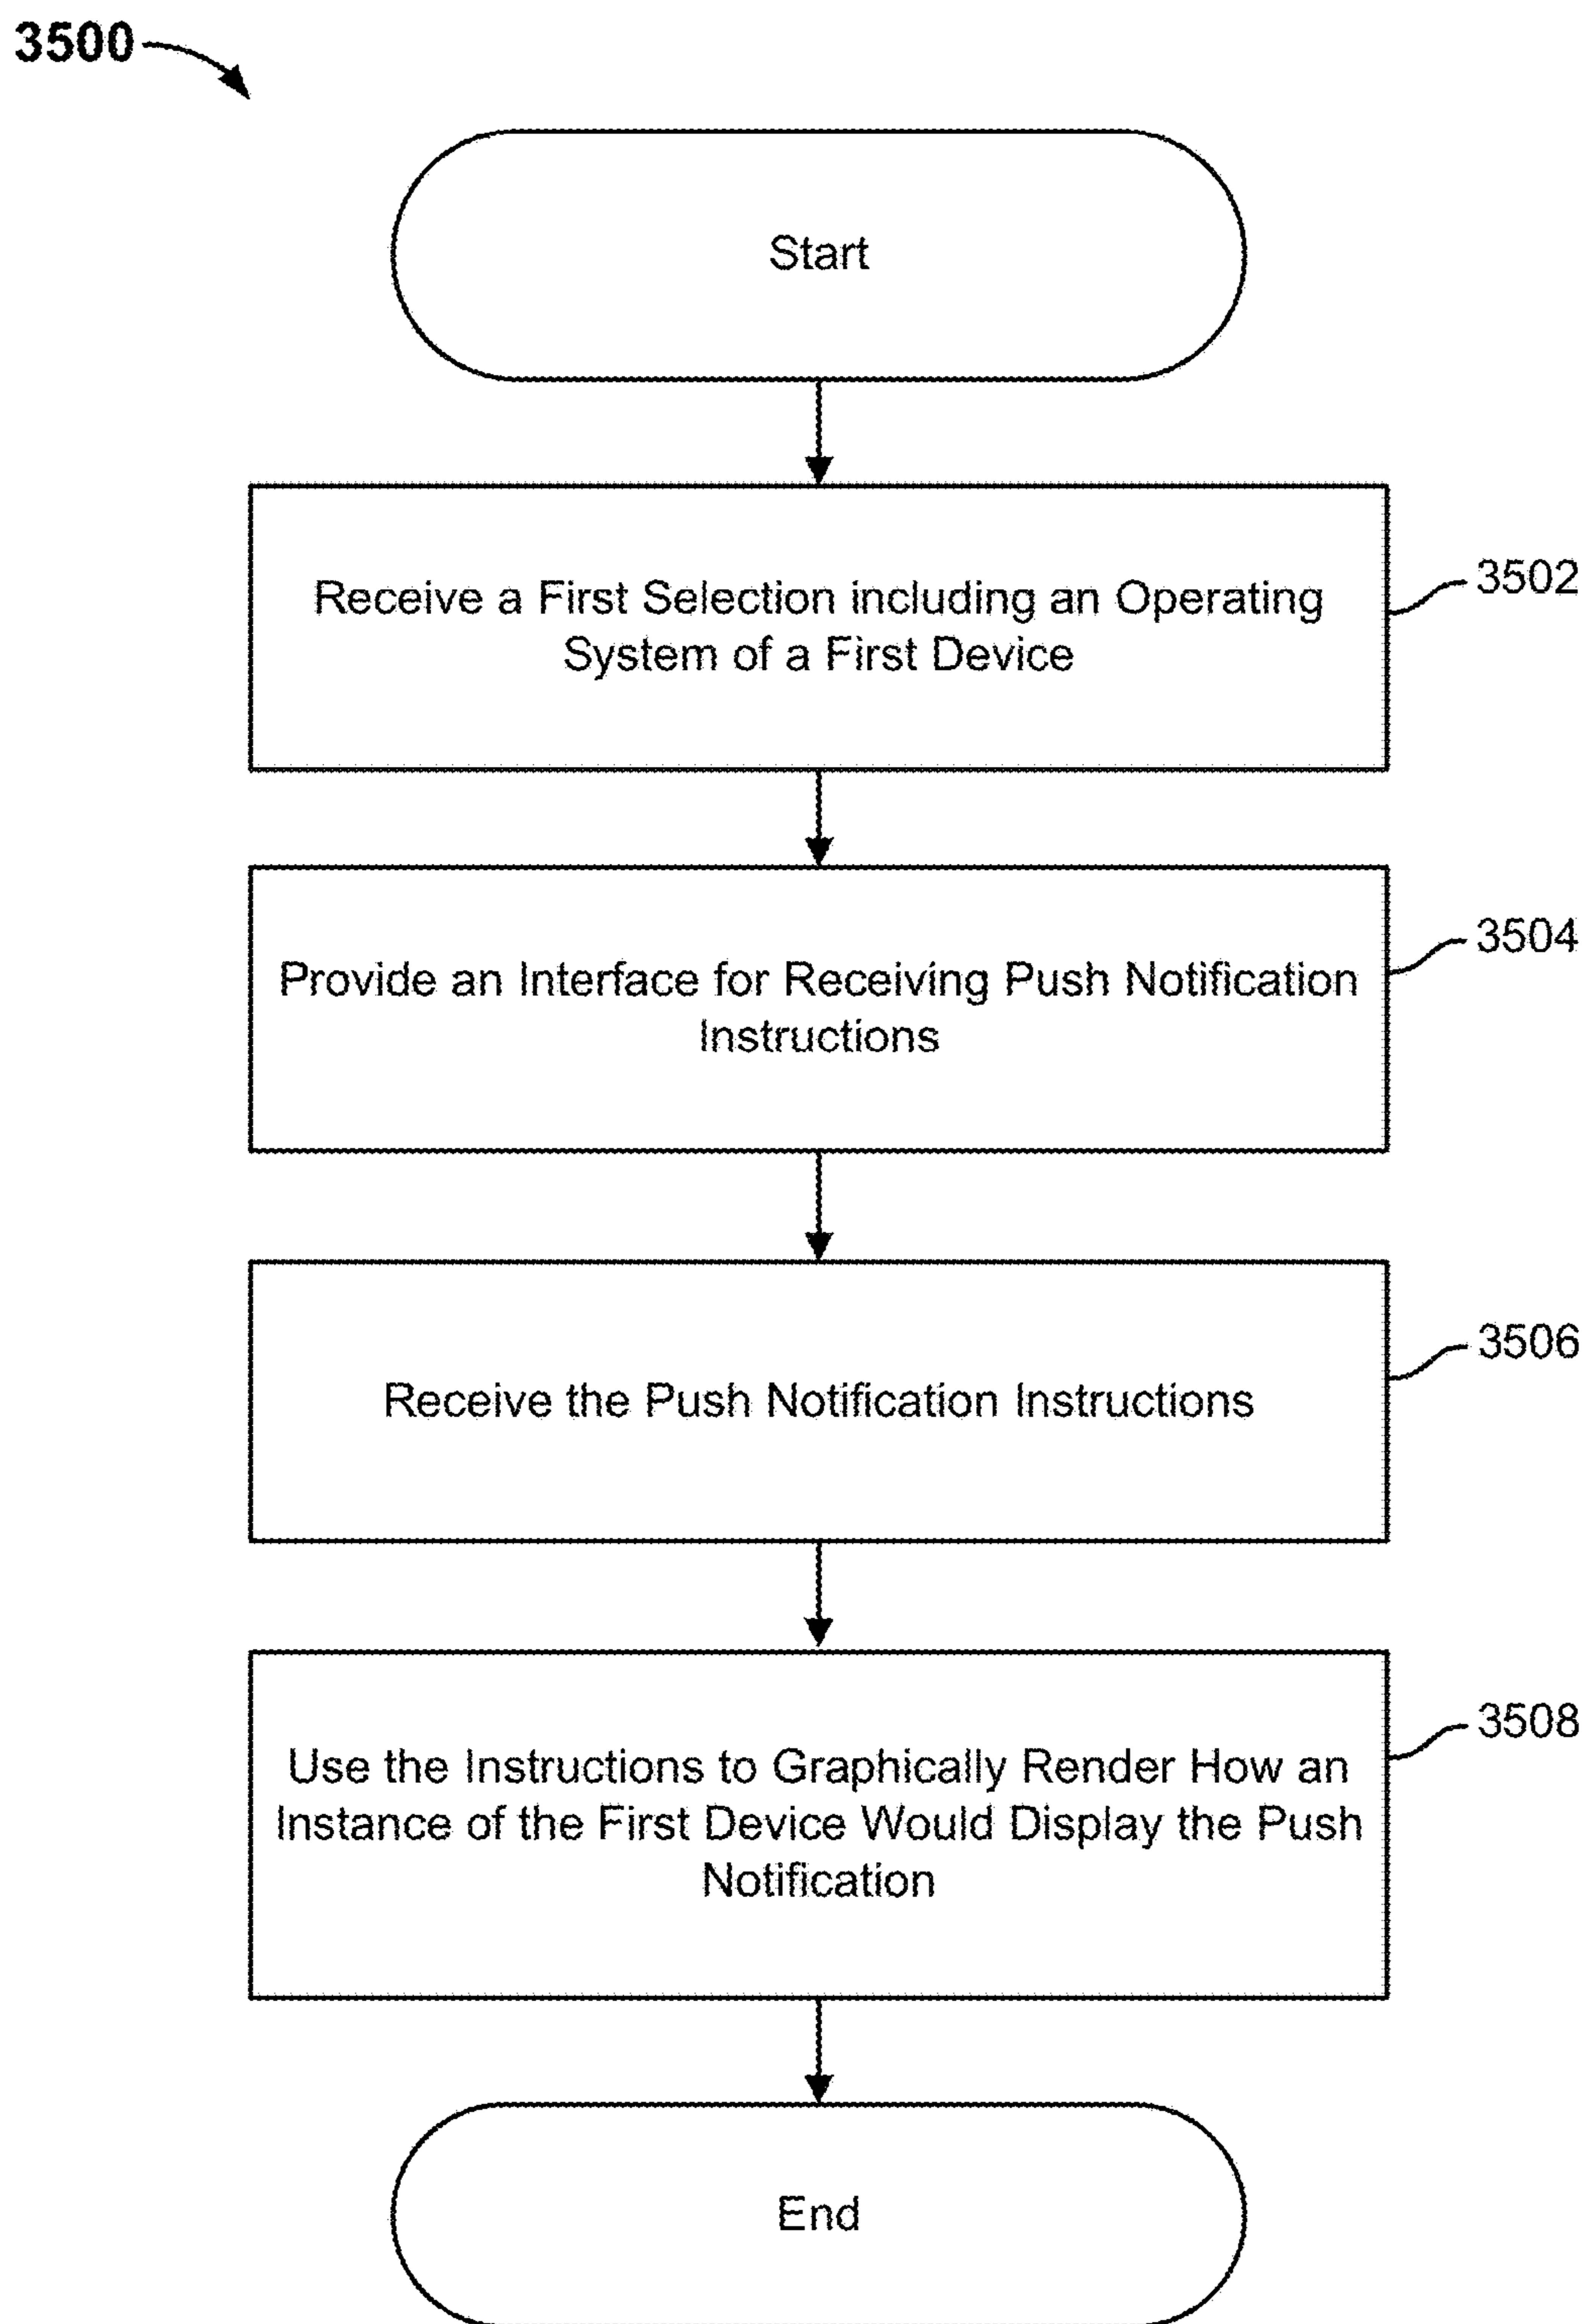 3500
Start
Receive a First Selection including an Operating
System of a First Device
3502
Provide an Interface for Receiving Push Notification
Instructions
3504
Receive the Push Notification Instructions
3506
Use the Instructions to Graphically Render How an
Instance of the First Device Would Display the Push
Notification
3508
End